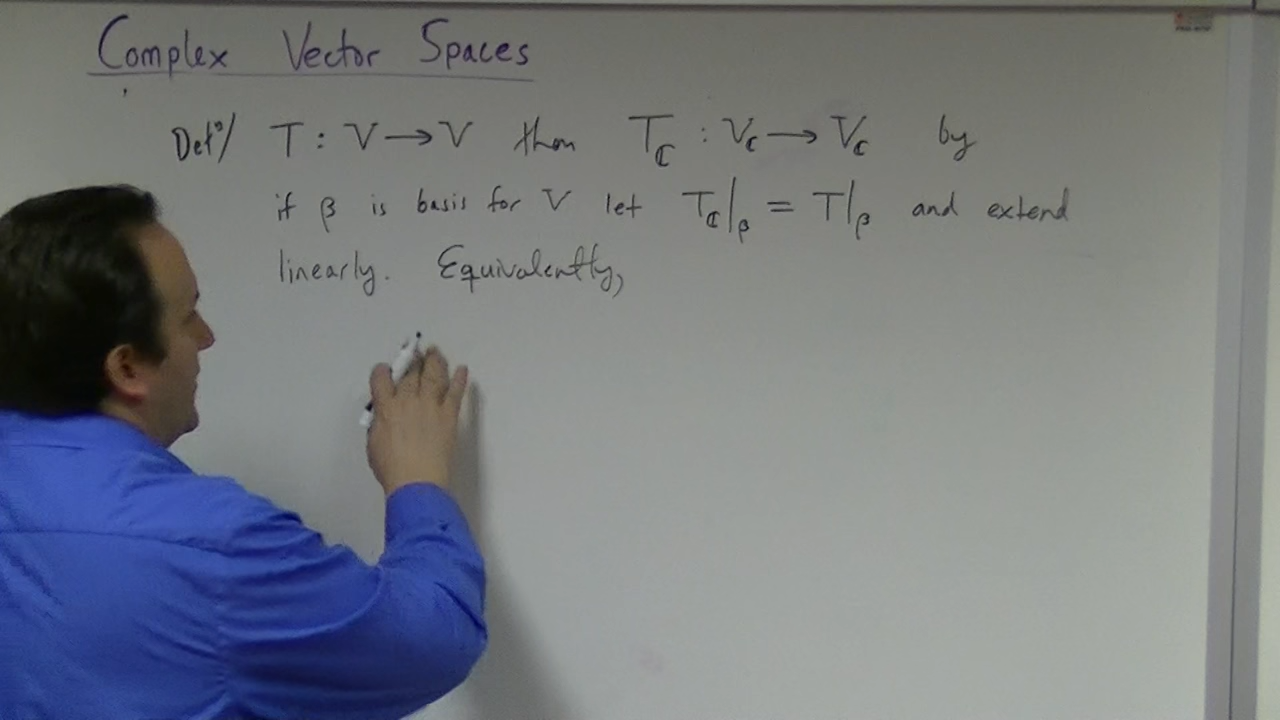 Complex Vector Spaces
Defⁿ/ T : V → V then T_ℂ : V_ℂ → V_ℂ by
if β is basis for V let T_ℂ|_β = T|_β and extend
linearly. Equivalently,